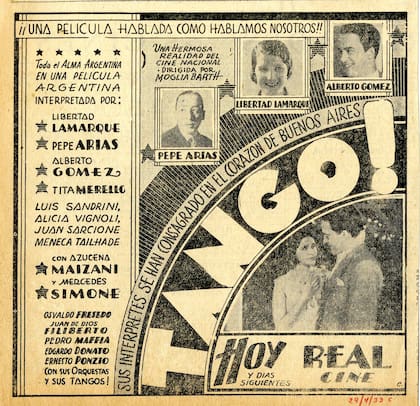 ¡¡UNA PELICULA HABLADA COMO HABLAMOS NOSOTROS!!
Toda el ALMA ARGENTINA
EN UNA PELICULA
ARGENTINA
INTERPRETADA POR:
LIBERTAD
LAMARQUE
PEPE ARIAS
ALBERTO
GOMEZ
TITA MERELLO
LUIS SANDRINI,
ALICIA VIGNOLI,
JUAN SARCIONE
MENECA TAILHADE
CON AZUCENA
MAIZANI
Y MERCEDES
SIMONE
OSVALDO FRESEDO
JUAN DE DIOS
FILIBERTO
PEDRO MAFFIA
EDGARDO DONATO
ERNESTO PONZIO
CON SUS ORQUESTAS
Y SUS TANGOS!
UNA HERMOSA
REALIDAD DEL
CINE NACIONAL
- DIRIGIDA POR
MOGLIA BARTH -
PEPE ARIAS
LIBERTAD LAMARQUE
ALBERTO GOMEZ
SUS INTERPRETES SE HAN CONSAGRADO EN EL CORAZON DE BUENOS AIRES
TANGO!
HOY
Y DIAS
SIGUIENTES
REAL
CINE